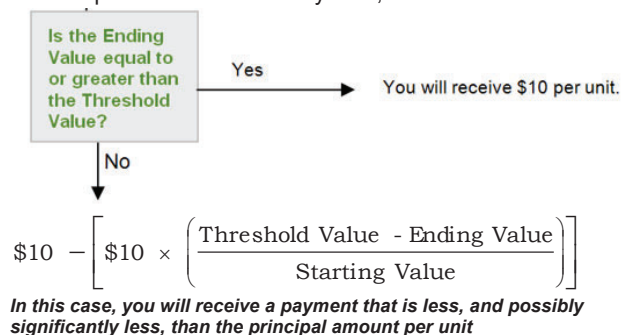 Is the Ending
Value equal to
or greater than
the Threshold
Value?
Yes
You will receive $10 per unit.
No
$10 − [ $10 × ( Threshold Value - Ending Value / Starting Value ) ]
In this case, you will receive a payment that is less, and possibly
significantly less, than the principal amount per unit